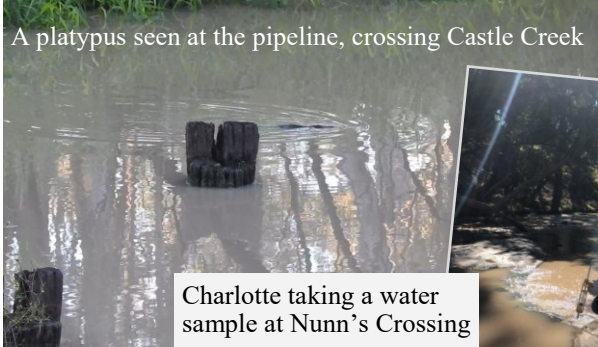 A platypus seen at the pipeline, crossing Castle Creek
Charlotte taking a water
sample at Nunn’s Crossing